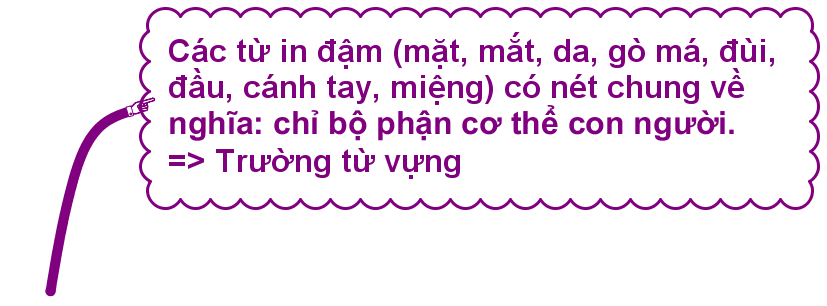 Các từ in đậm (mặt, mắt, da, gò má, đùi,
đầu, cánh tay, miệng) có nét chung về
nghĩa: chỉ bộ phận cơ thể con người.
=> Trường từ vựng